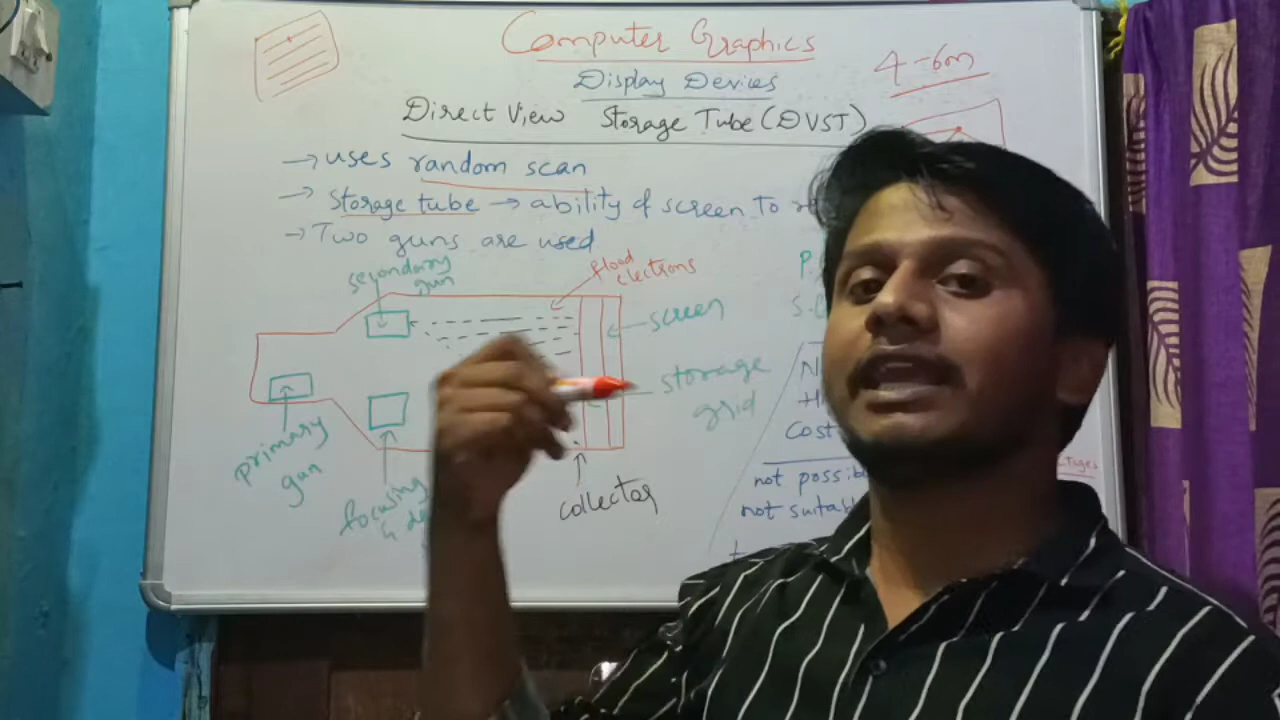 Computer Graphics
4-6m
Display Devices
Direct View Storage Tube (DVST)
→ uses random scan
→ Storage tube → ability of screen to
→ Two guns are used
secondary
gun
flood
electrons
screen
storage
grid
primary
gun
focusing
&
collector
P.
Cost
not possib
not suitabl